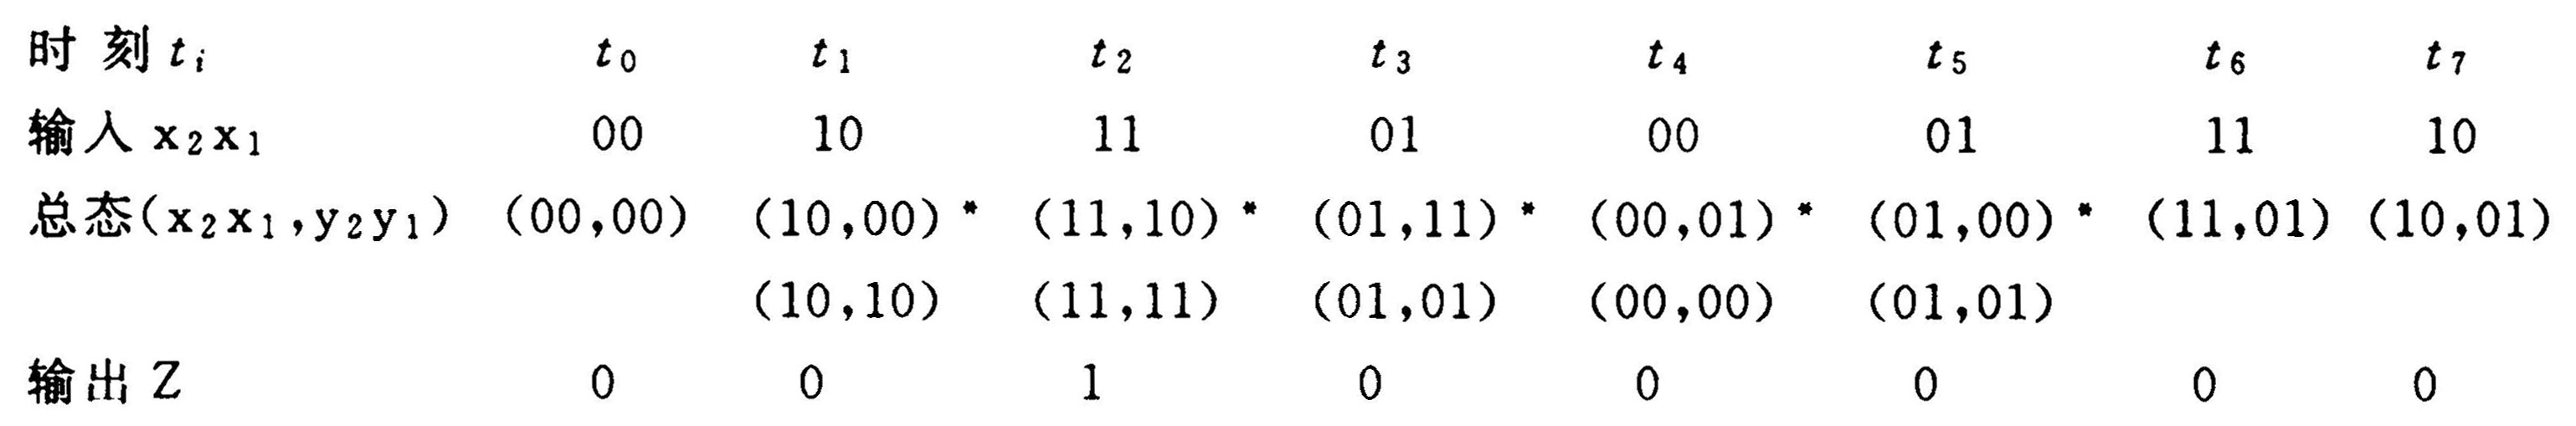 时刻 tᵢ t₀ t₁ t₂ t₃ t₄ t₅ t₆ t₇
输入 x₂x₁ 00 10 11 01 00 01 11 10
总态(x₂x₁,y₂y₁) (00,00) (10,00)* (11,10)* (01,11)* (00,01)* (01,00)* (11,01) (10,01)
(10,10) (11,11) (01,01) (00,00) (01,01)
输出 Z 0 0 1 0 0 0 0 0